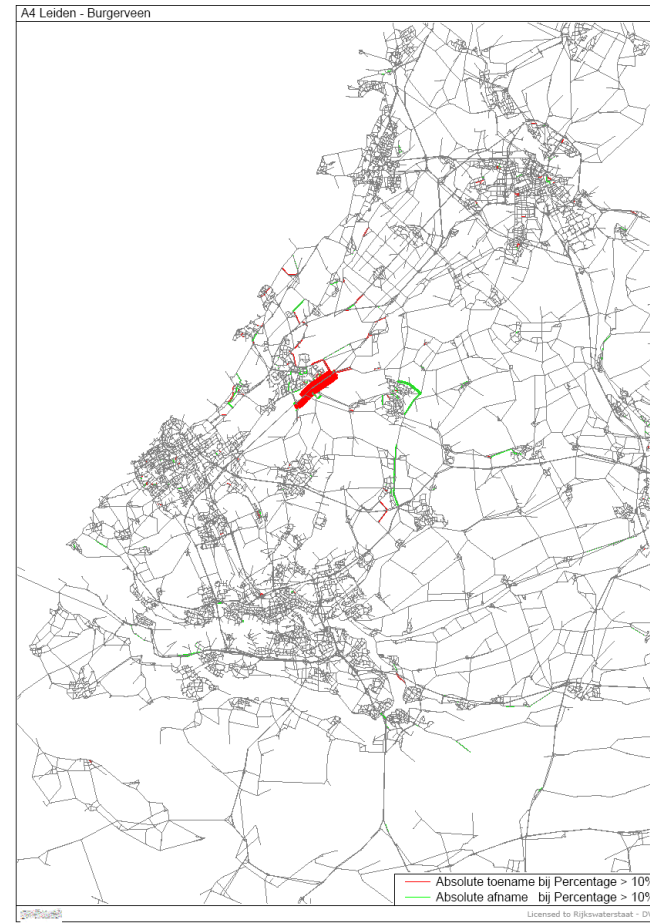 A4 Leiden - Burgerveen
Absolute toename bij Percentage > 10%
Absolute afname bij Percentage > 10%
Licensed to Rijkswaterstaat - D